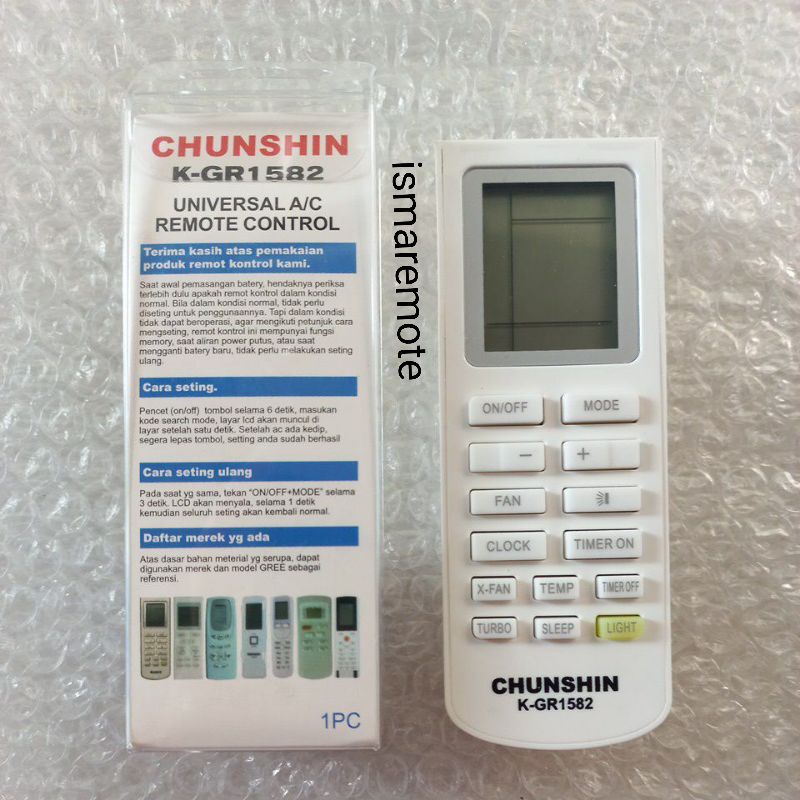 CHUNSHIN
K-GR1582
UNIVERSAL A/C
REMOTE CONTROL
Terima kasih atas pemakaian
produk remot kontrol kami.
Saat awal pemasangan batery, hendaknya periksa
terlebih dulu apakah remot kontrol dalam kondisi
normal. Bila dalam kondisi normal, tidak perlu
diseting untuk penggunaannya. Tapi dalam kondisi
tidak dapat beroperasi, agar mengikuti petunjuk cara
mengseting, remot kontrol ini mempunyai fungsi
memory, saat aliran power putus, atau saat
mengganti batery baru, tidak perlu melakukan seting
ulang.
Cara seting.
Pencet (on/off) tombol selama 6 detik, masukan
kode search mode, layar lcd akan muncul di
layar setelah satu detik. Setelah ac ada kedip,
segera lepas tombol, setting anda sudah berhasil
Cara seting ulang
Pada saat yg sama, tekan "ON/OFF+MODE" selama
3 detik. LCD akan menyala, selama 1 detik
kemudian seluruh seting akan kembali normal.
Daftar merek yg ada
Atas dasar bahan meterial yg serupa, dapat
digunakan merek dan model GREE sebagai
referensi.
1PC
ismaremote
ON/OFF
MODE
−
+
FAN
CLOCK
TIMER ON
X-FAN
TEMP
TIMER OFF
TURBO
SLEEP
LIGHT
CHUNSHIN
K-GR1582